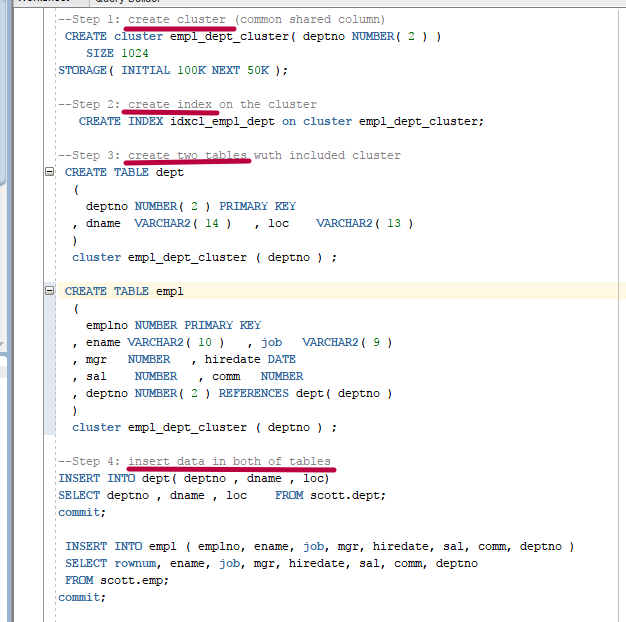 --Step 1: create cluster (common shared column)
CREATE cluster empl_dept_cluster( deptno NUMBER( 2 ) )
SIZE 1024
STORAGE( INITIAL 100K NEXT 50K );
--Step 2: create index on the cluster
CREATE INDEX idxcl_empl_dept on cluster empl_dept_cluster;
--Step 3: create two tables wuth included cluster
CREATE TABLE dept
(
deptno NUMBER( 2 ) PRIMARY KEY
, dname VARCHAR2( 14 ) , loc VARCHAR2( 13 )
)
cluster empl_dept_cluster ( deptno ) ;
CREATE TABLE empl
(
emplno NUMBER PRIMARY KEY
, ename VARCHAR2( 10 ) , job VARCHAR2( 9 )
, mgr NUMBER , hiredate DATE
, sal NUMBER , comm NUMBER
, deptno NUMBER( 2 ) REFERENCES dept( deptno )
)
cluster empl_dept_cluster ( deptno ) ;
--Step 4: insert data in both of tables
INSERT INTO dept( deptno , dname , loc)
SELECT deptno , dname , loc FROM scott.dept;
commit;
INSERT INTO empl ( emplno, ename, job, mgr, hiredate, sal, comm, deptno )
SELECT rownum, ename, job, mgr, hiredate, sal, comm, deptno
FROM scott.emp;
commit;